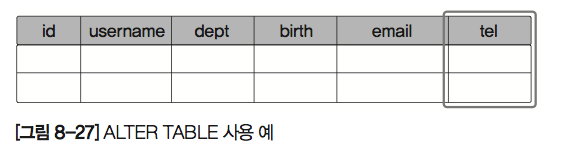 id username dept birth email tel
[그림 8-27] ALTER TABLE 사용 예